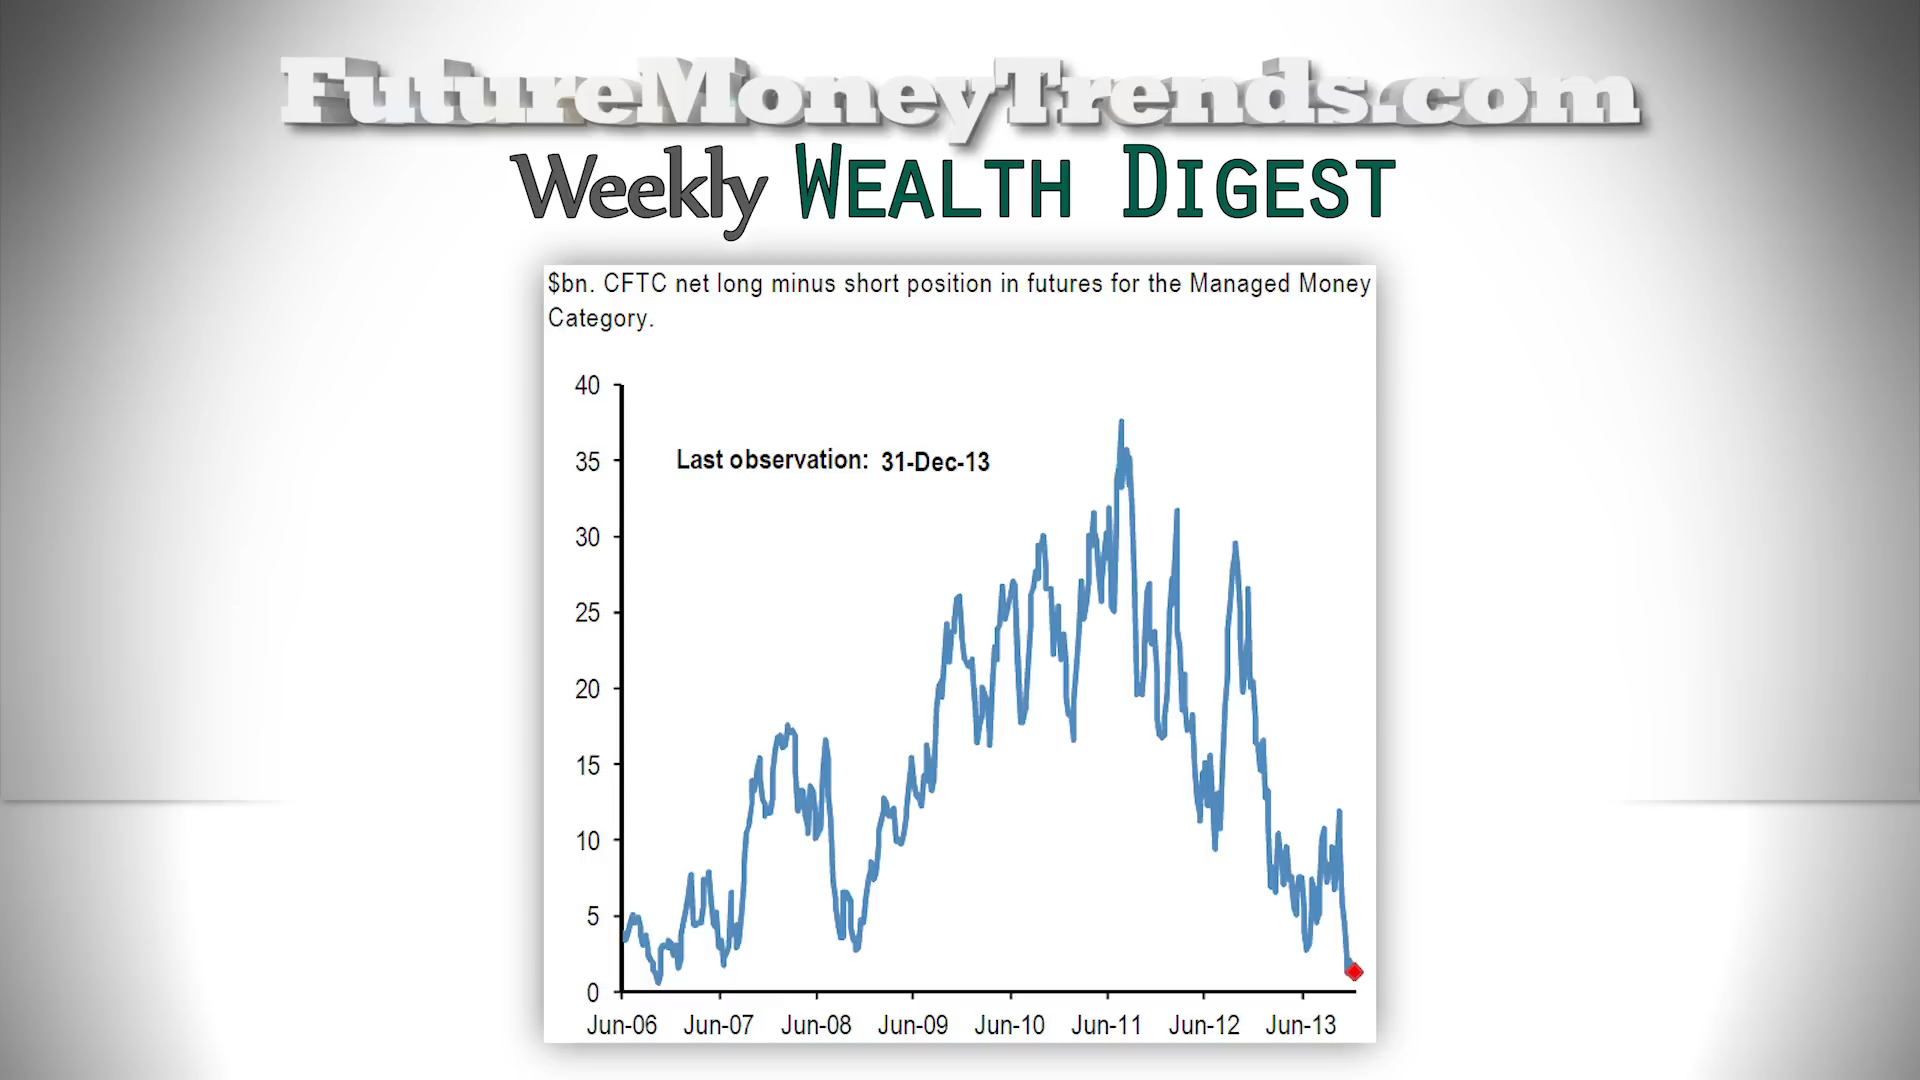 FutureMoneyTrends.com
Weekly WEALTH DIGEST
$bn. CFTC net long minus short position in futures for the Managed Money
Category.
40
Last observation: 31-Dec-13
35
30
25
20
15
10
5
0
Jun-06 Jun-07 Jun-08 Jun-09 Jun-10 Jun-11 Jun-12 Jun-13